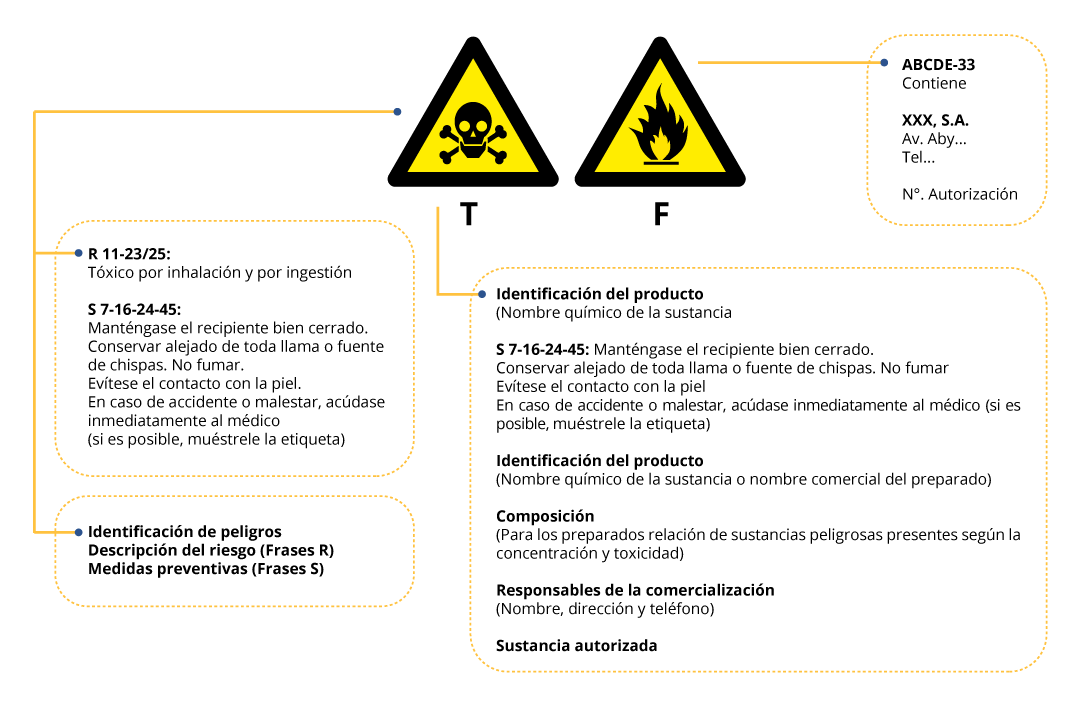 T
F
ABCDE-33
Contiene
XXX, S.A.
Av. Aby...
Tel...
N°. Autorización
R 11-23/25:
Tóxico por inhalación y por ingestión
S 7-16-24-45:
Manténgase el recipiente bien cerrado.
Conservar alejado de toda llama o fuente
de chispas. No fumar.
Evítese el contacto con la piel.
En caso de accidente o malestar, acúdase
inmediatamente al médico
(si es posible, muéstrele la etiqueta)
Identificación de peligros
Descripción del riesgo (Frases R)
Medidas preventivas (Frases S)
Identificación del producto
(Nombre químico de la sustancia
S 7-16-24-45: Manténgase el recipiente bien cerrado.
Conservar alejado de toda llama o fuente de chispas. No fumar
Evítese el contacto con la piel
En caso de accidente o malestar, acúdase inmediatamente al médico (si es
posible, muéstrele la etiqueta)
Identificación del producto
(Nombre químico de la sustancia o nombre comercial del preparado)
Composición
(Para los preparados relación de sustancias peligrosas presentes según la
concentración y toxicidad)
Responsables de la comercialización
(Nombre, dirección y teléfono)
Sustancia autorizada